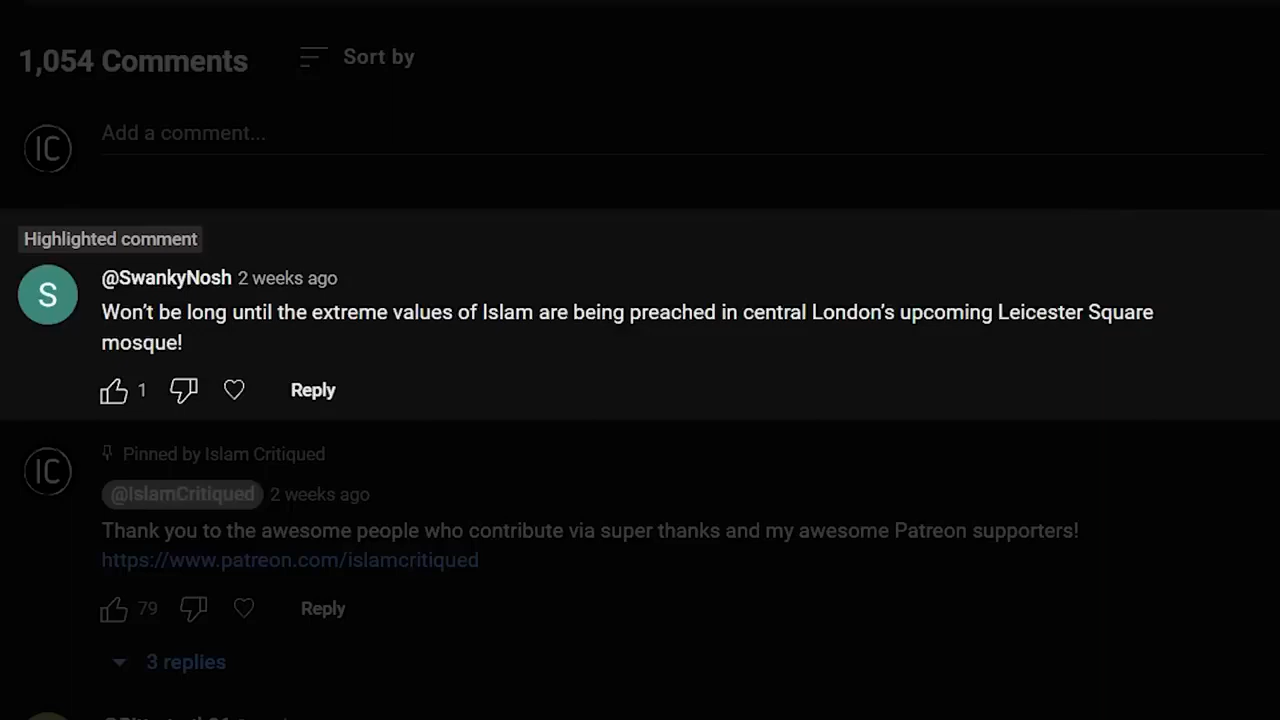 1,054 Comments Sort by
IC Add a comment...
Highlighted comment
S @SwankyNosh 2 weeks ago
Won’t be long until the extreme values of Islam are being preached in central London’s upcoming Leicester Square
mosque!
1 Reply
Pinned by Islam Critiqued
IC @IslamCritiqued 2 weeks ago
Thank you to the awesome people who contribute via super thanks and my awesome Patreon supporters!
https://www.patreon.com/islamcritiqued
79 Reply
3 replies